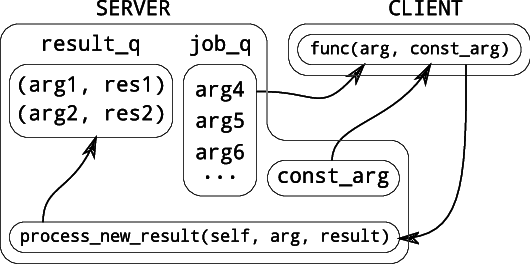 SERVER
CLIENT
result_q
job_q
func(arg, const_arg)
(arg1, res1)
(arg2, res2)
arg4
arg5
arg6
...
const_arg
process_new_result(self, arg, result)